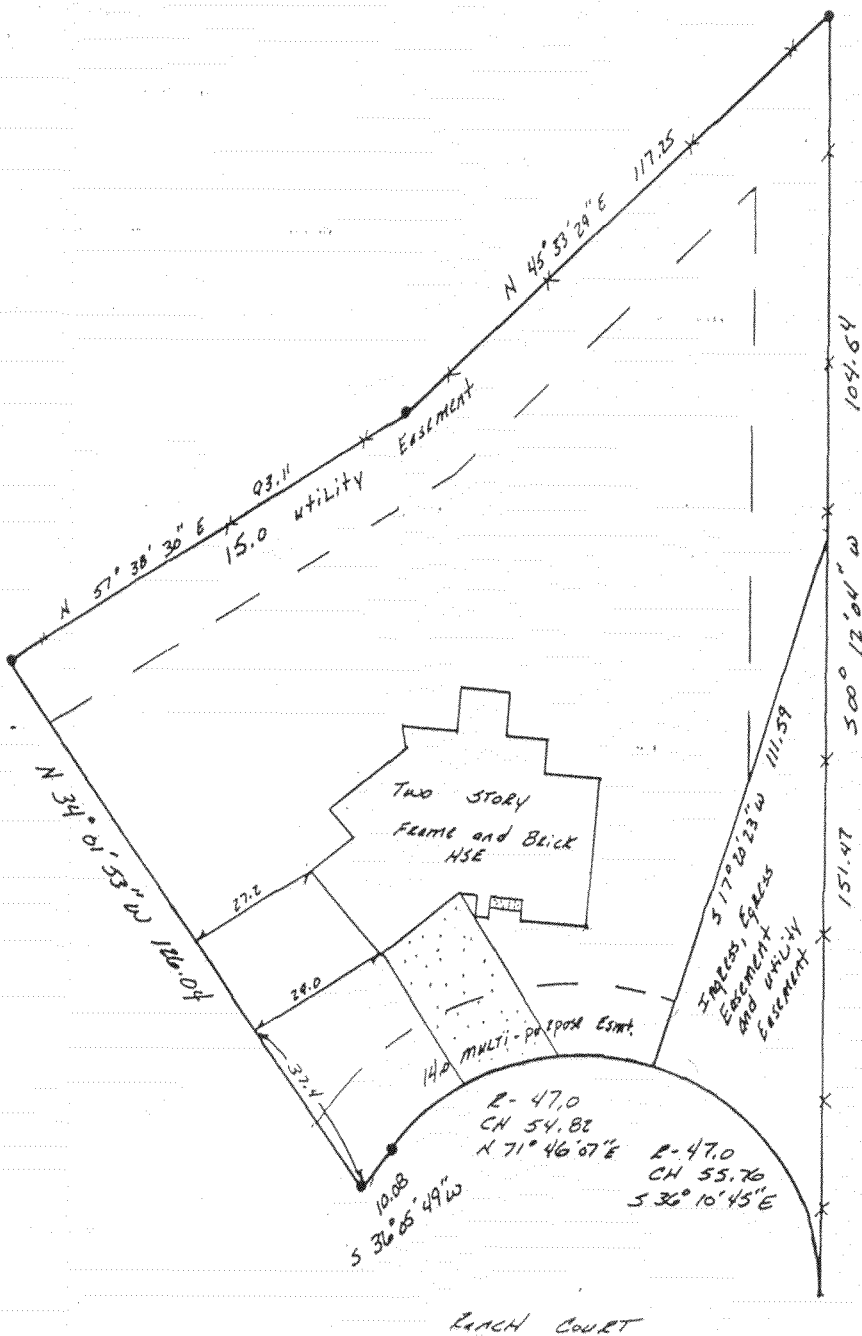 N 45° 53' 29" E 117.25
N 57° 38' 30" E 93.11
15.0 utility Easement
104.64
S 00° 12' 04" W
151.47
Two STORY
Frame and Brick
HSE
N 34° 01' 53" W 126.04
27.2
29.0
37.4
S 17° 20' 23" W 111.59
Ingress, Egress
Easement
and utility
Easement
14.0 multi-purpose Esmt.
R- 47.0
CH 54.82
N 71° 46' 07" E
R- 47.0
CH 55.76
S 36° 10' 45" E
10.08
S 36° 05' 49" W
RANCH COURT